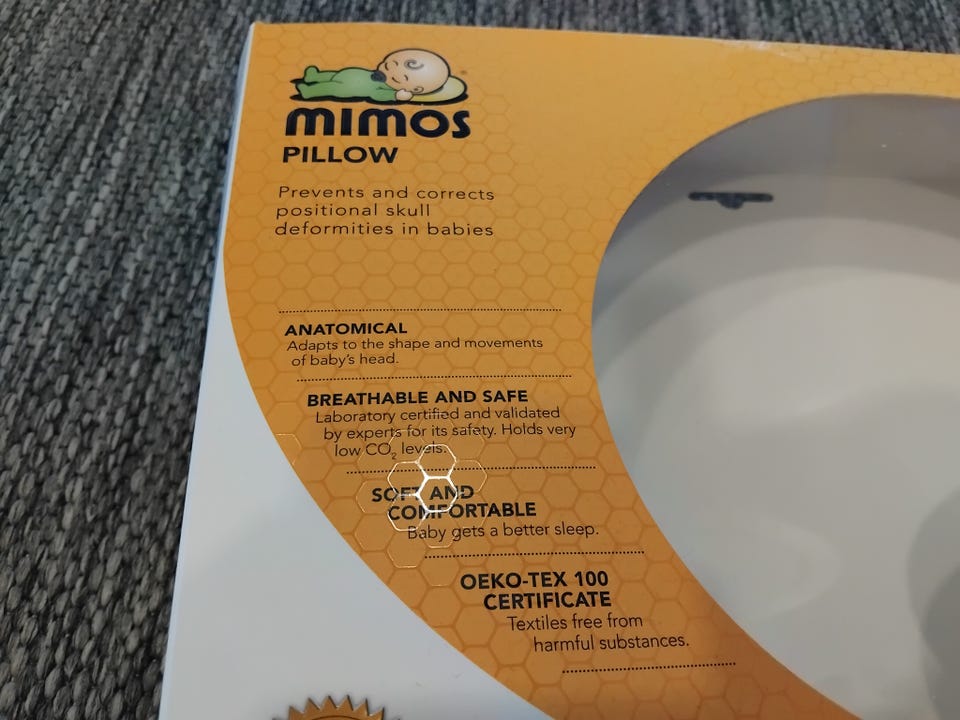 mimos
PILLOW
Prevents and corrects
positional skull
deformities in babies
ANATOMICAL
Adapts to the shape and movements
of baby's head.
BREATHABLE AND SAFE
Laboratory certified and validated
by experts for its safety. Holds very
low CO₂ levels.
SOFT AND
COMFORTABLE
Baby gets a better sleep.
OEKO-TEX 100
CERTIFICATE
Textiles free from
harmful substances.